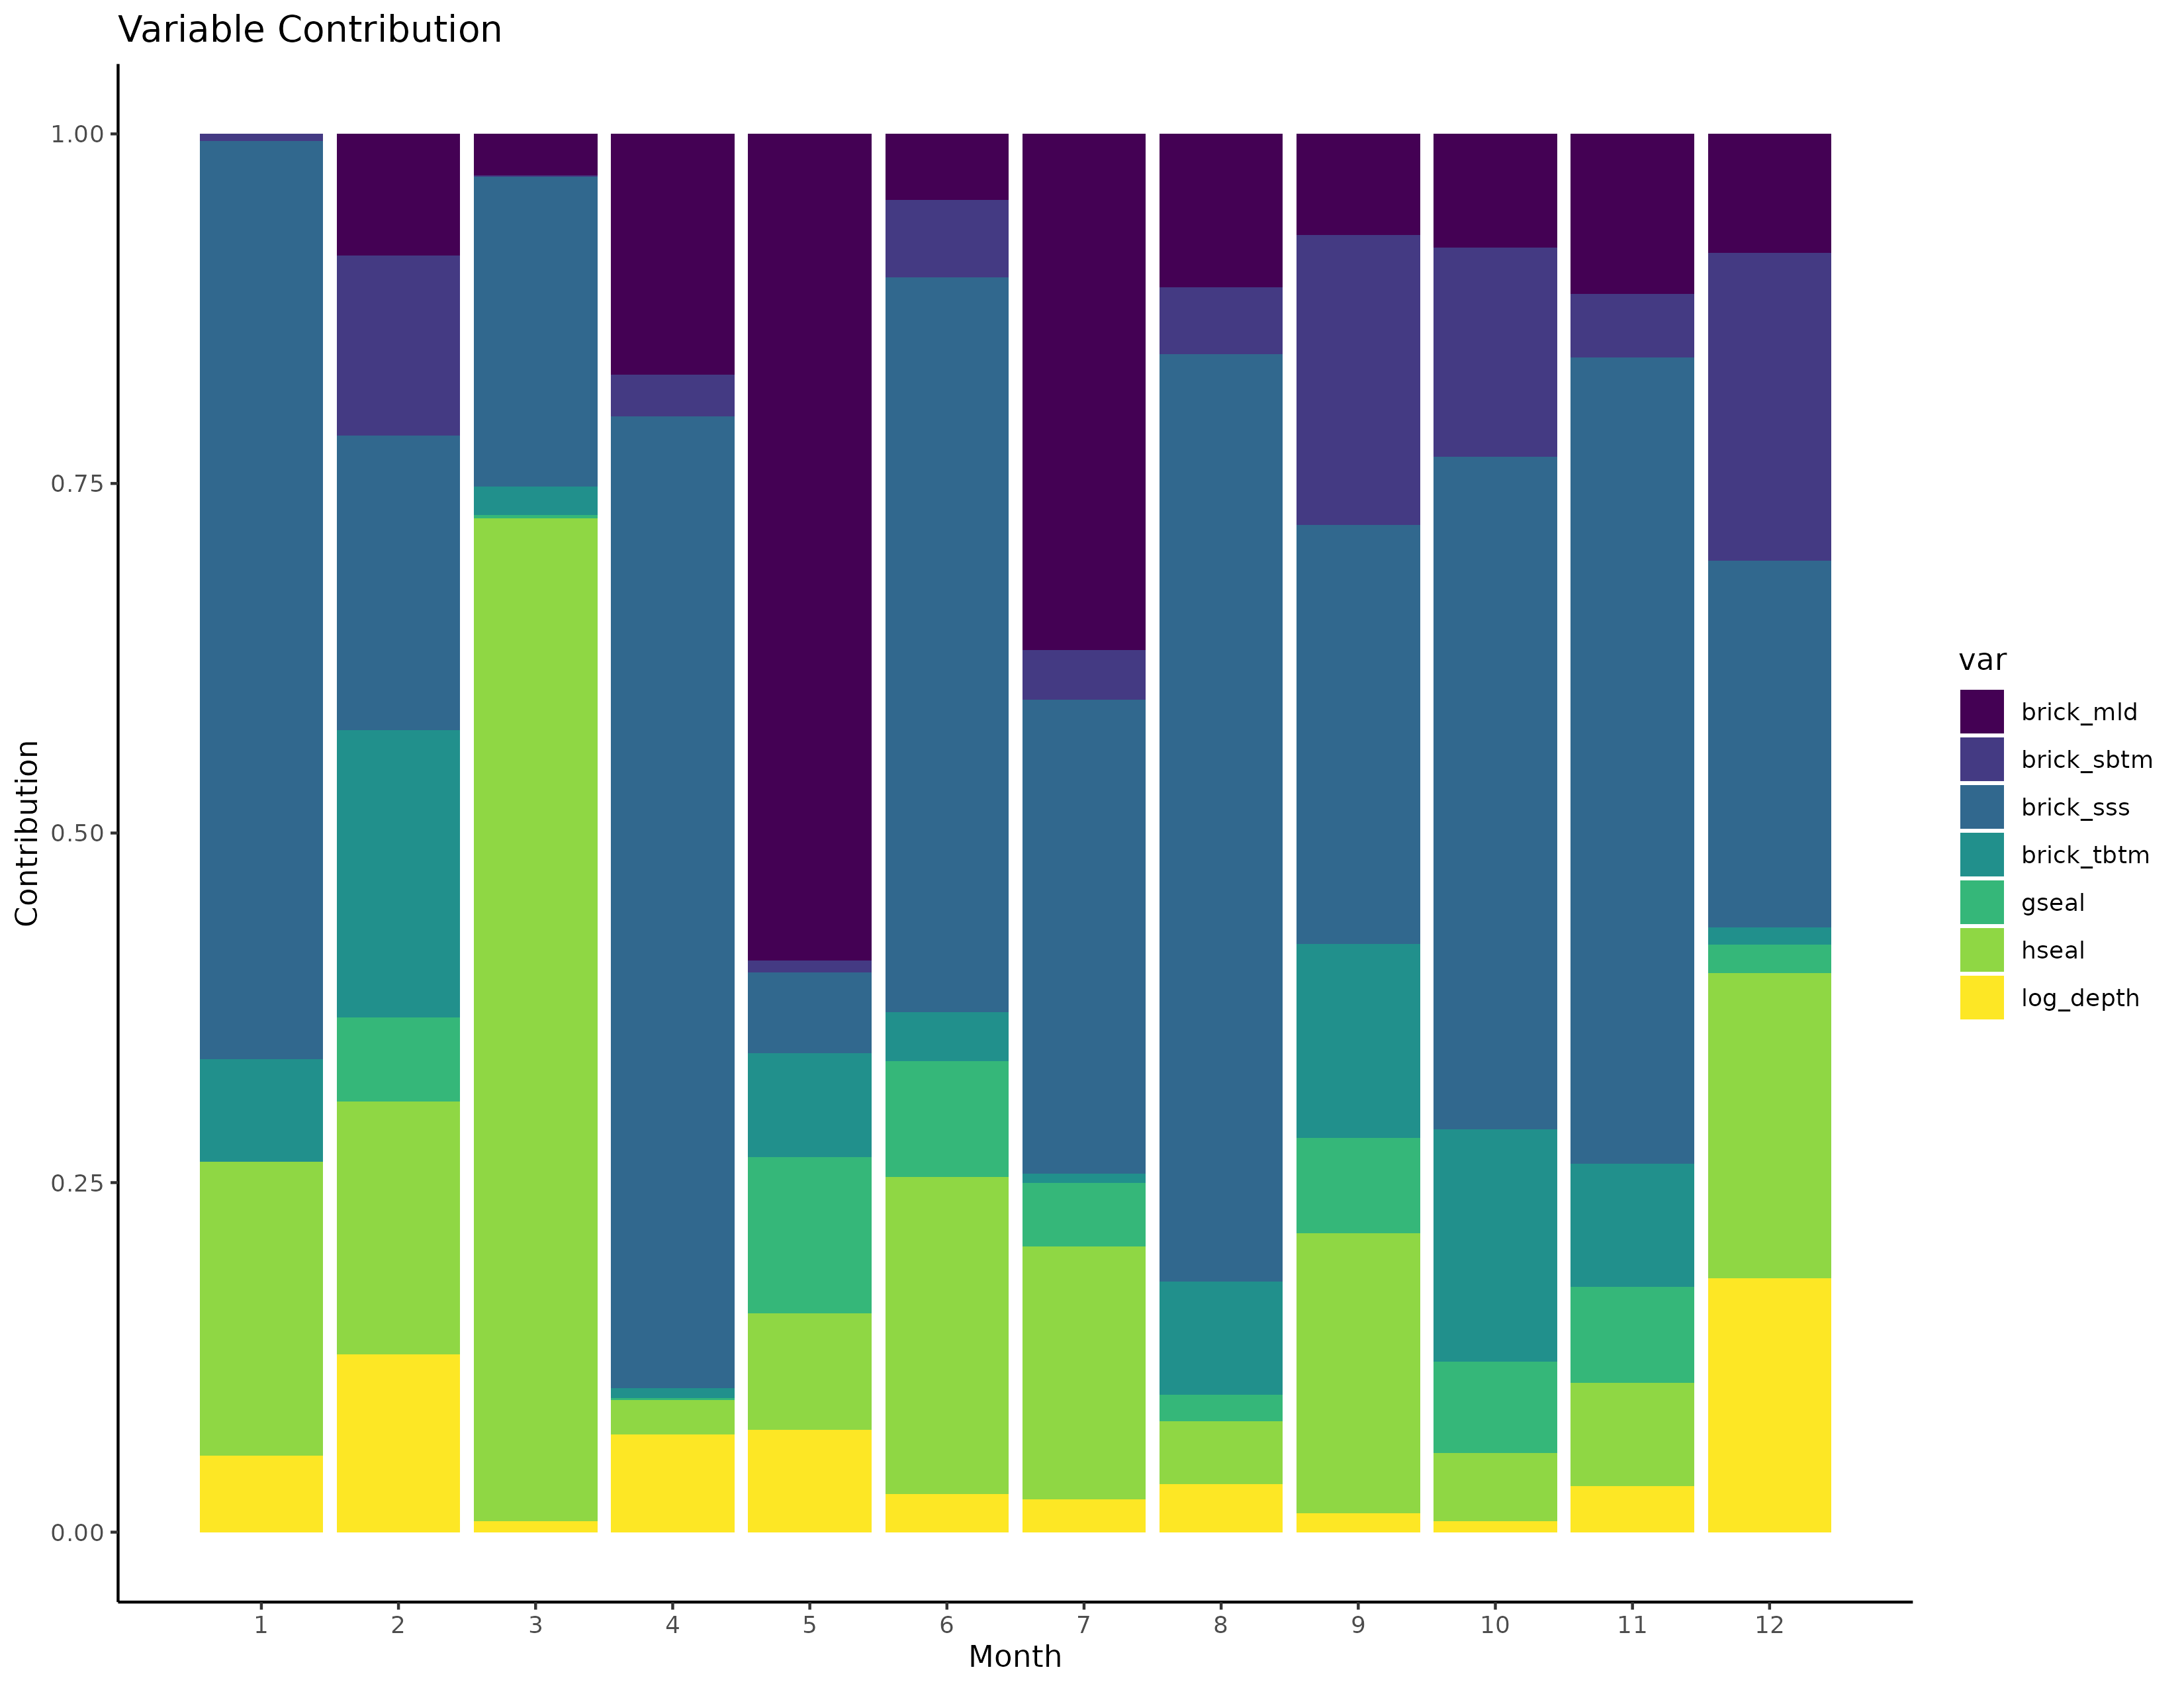 Variable Contribution
1.00
0.75
0.50
0.25
0.00
Contribution
1 2 3 4 5 6 7 8 9 10 11 12
Month
var
brick_mld
brick_sbtm
brick_sss
brick_tbtm
gseal
hseal
log_depth